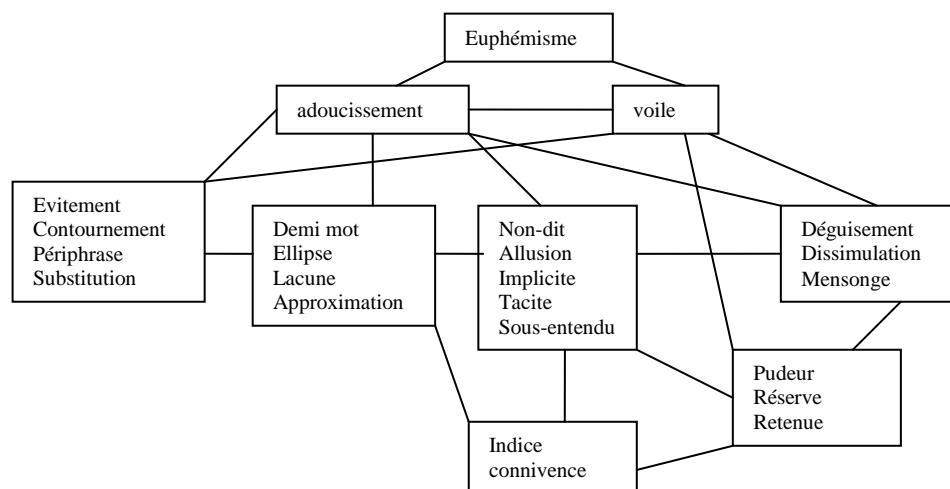 Euphémisme
adoucissement
voile
Evitement
Contournement
Périphrase
Substitution
Demi mot
Ellipse
Lacune
Approximation
Non-dit
Allusion
Implicite
Tacite
Sous-entendu
Déguisement
Dissimulation
Mensonge
Pudeur
Réserve
Retenue
Indice
connivence